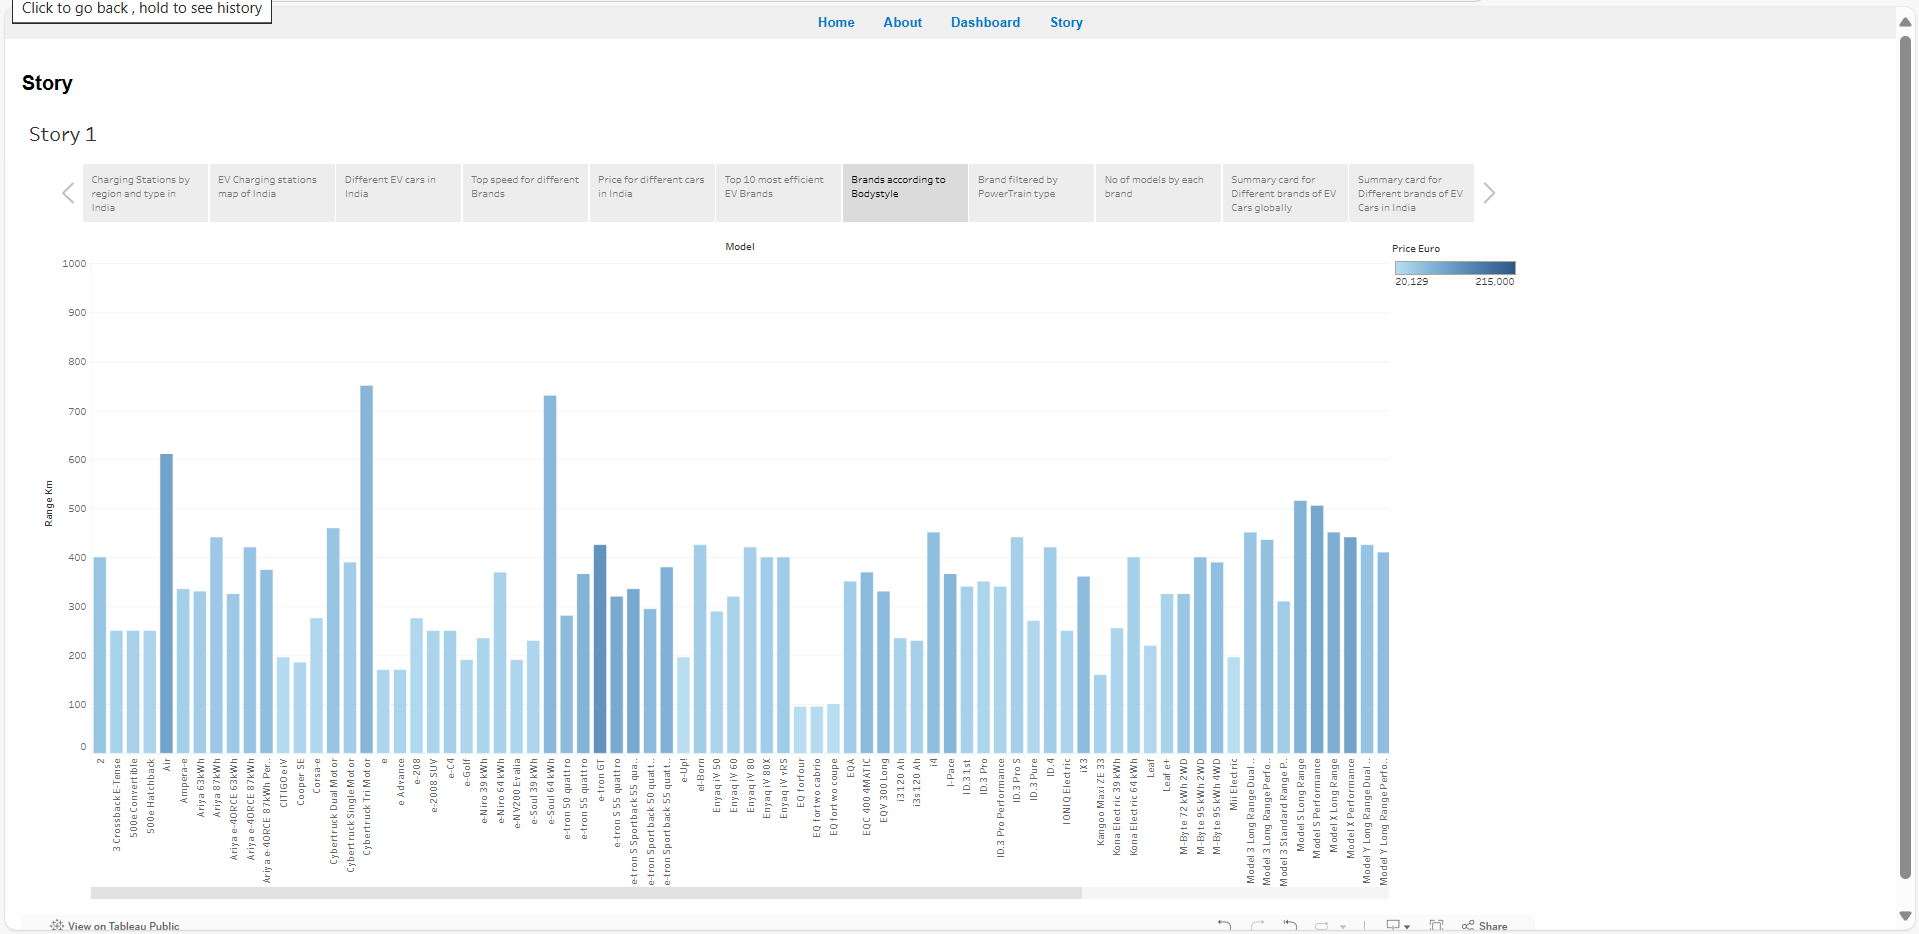 Click to go back , hold to see history
Home About Dashboard Story
Story
Story 1
Charging Stations by region and type in India
EV Charging stations map of India
Different EV cars in India
Top speed for different Brands
Price for different cars in India
Top 10 most efficient EV Brands
Brands according to Bodystyle
Brand filtered by PowerTrain type
No of models by each brand
Summary card for Different brands of EV Cars globally
Summary card for Different brands of EV Cars in India
Model
Price Euro
20,129 215,000
Range Km
1000
900
800
700
600
500
400
300
200
100
0
2
3 Crossback E-Tense
500e Convertible
500e Hatchback
Air
Ampera-e
Ariya 63kWh
Ariya 87kWh
Ariya e-4ORCE 63kWh
Ariya e-4ORCE 87kWh
Ariya e-4ORCE 87kWh Per..
CITIGOe iV
Cooper SE
Corsa-e
Cybertruck Dual Motor
Cybertruck Single Motor
Cybertruck Tri Motor
e
e Advance
e-208
e-2008 SUV
e-C4
e-Golf
e-Niro 39 kWh
e-Niro 64 kWh
e-NV200 Evalia
e-Soul 39 kWh
e-Soul 64 kWh
e-tron 50 quattro
e-tron 55 quattro
e-tron GT
e-tron S 55 quattro
e-tron S Sportback 55 qua..
e-tron Sportback 50 quatt..
e-tron Sportback 55 quatt..
e-Up!
el-Born
Enyaq iV 50
Enyaq iV 60
Enyaq iV 80
Enyaq iV 80X
Enyaq iV vRS
EQ forfour
EQ fortwo cabrio
EQ fortwo coupe
EQA
EQC 400 4MATIC
EQV 300 Long
i3 120 Ah
i3s 120 Ah
i4
I-Pace
ID.3 1st
ID.3 Pro
ID.3 Pro Performance
ID.3 Pro S
ID.3 Pure
ID.4
IONIQ Electric
iX3
Kangoo Maxi ZE 33
Kona Electric 39 kWh
Kona Electric 64 kWh
Leaf
Leaf e+
M-Byte 72 kWh 2WD
M-Byte 95 kWh 2WD
M-Byte 95 kWh 4WD
Mii Electric
Model 3 Long Range Dual ..
Model 3 Long Range Perfo..
Model 3 Standard Range P..
Model S Long Range
Model S Performance
Model X Long Range
Model X Performance
Model Y Long Range Dual ..
Model Y Long Range Perfo..
View on Tableau Public
Share